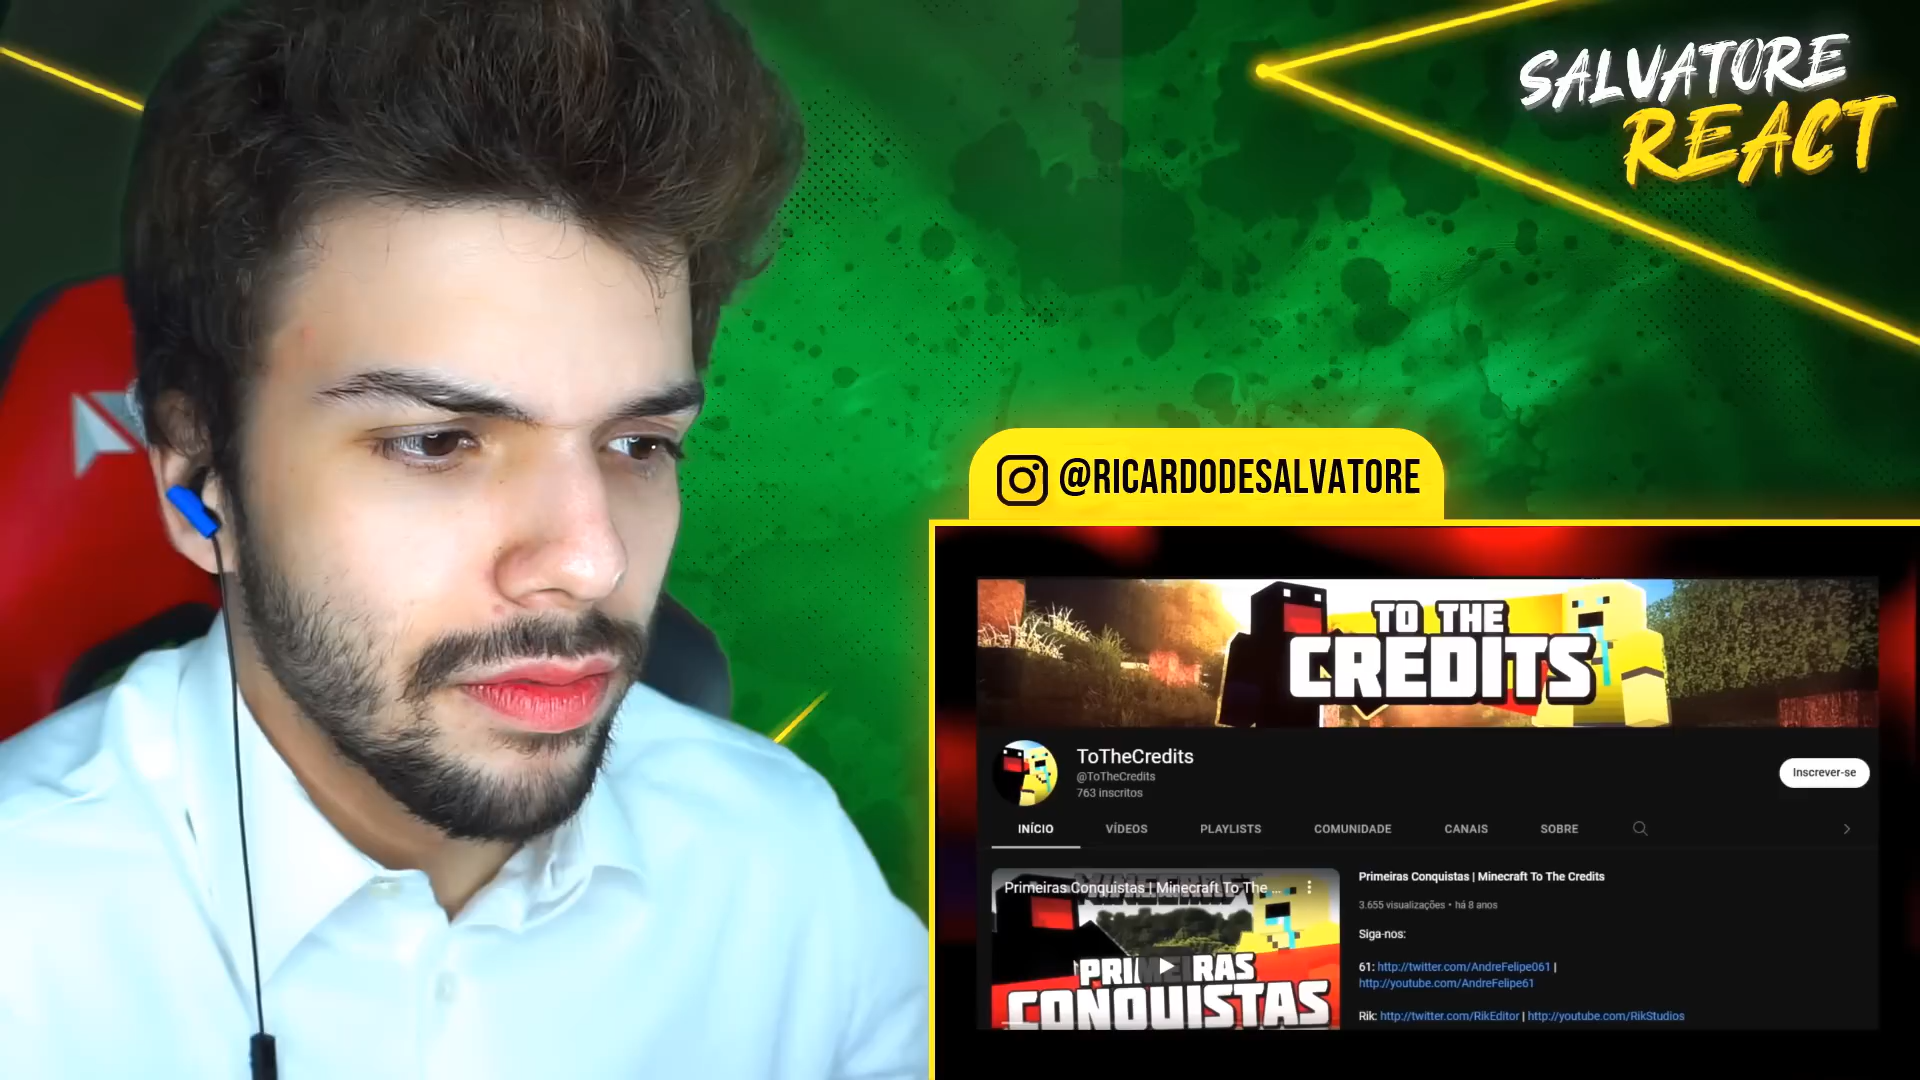 SALVATORE
REACT
@RICARDODESALVATORE
TO THE
CREDITS
ToTheCredits
@ToTheCredits
763 inscritos
Inscrever-se
INÍCIO VÍDEOS PLAYLISTS COMUNIDADE CANAIS SOBRE
Primeiras Conquistas | Minecraft To The ...
MINECRAFT
PRIMEIRAS
CONQUISTAS
Primeiras Conquistas | Minecraft To The Credits
3.655 visualizações • há 8 anos
Siga-nos:
61: http://twitter.com/AndreFelipe061 |
http://youtube.com/AndreFelipe61
Rik: http://twitter.com/RikEditor | http://youtube.com/RikStudios